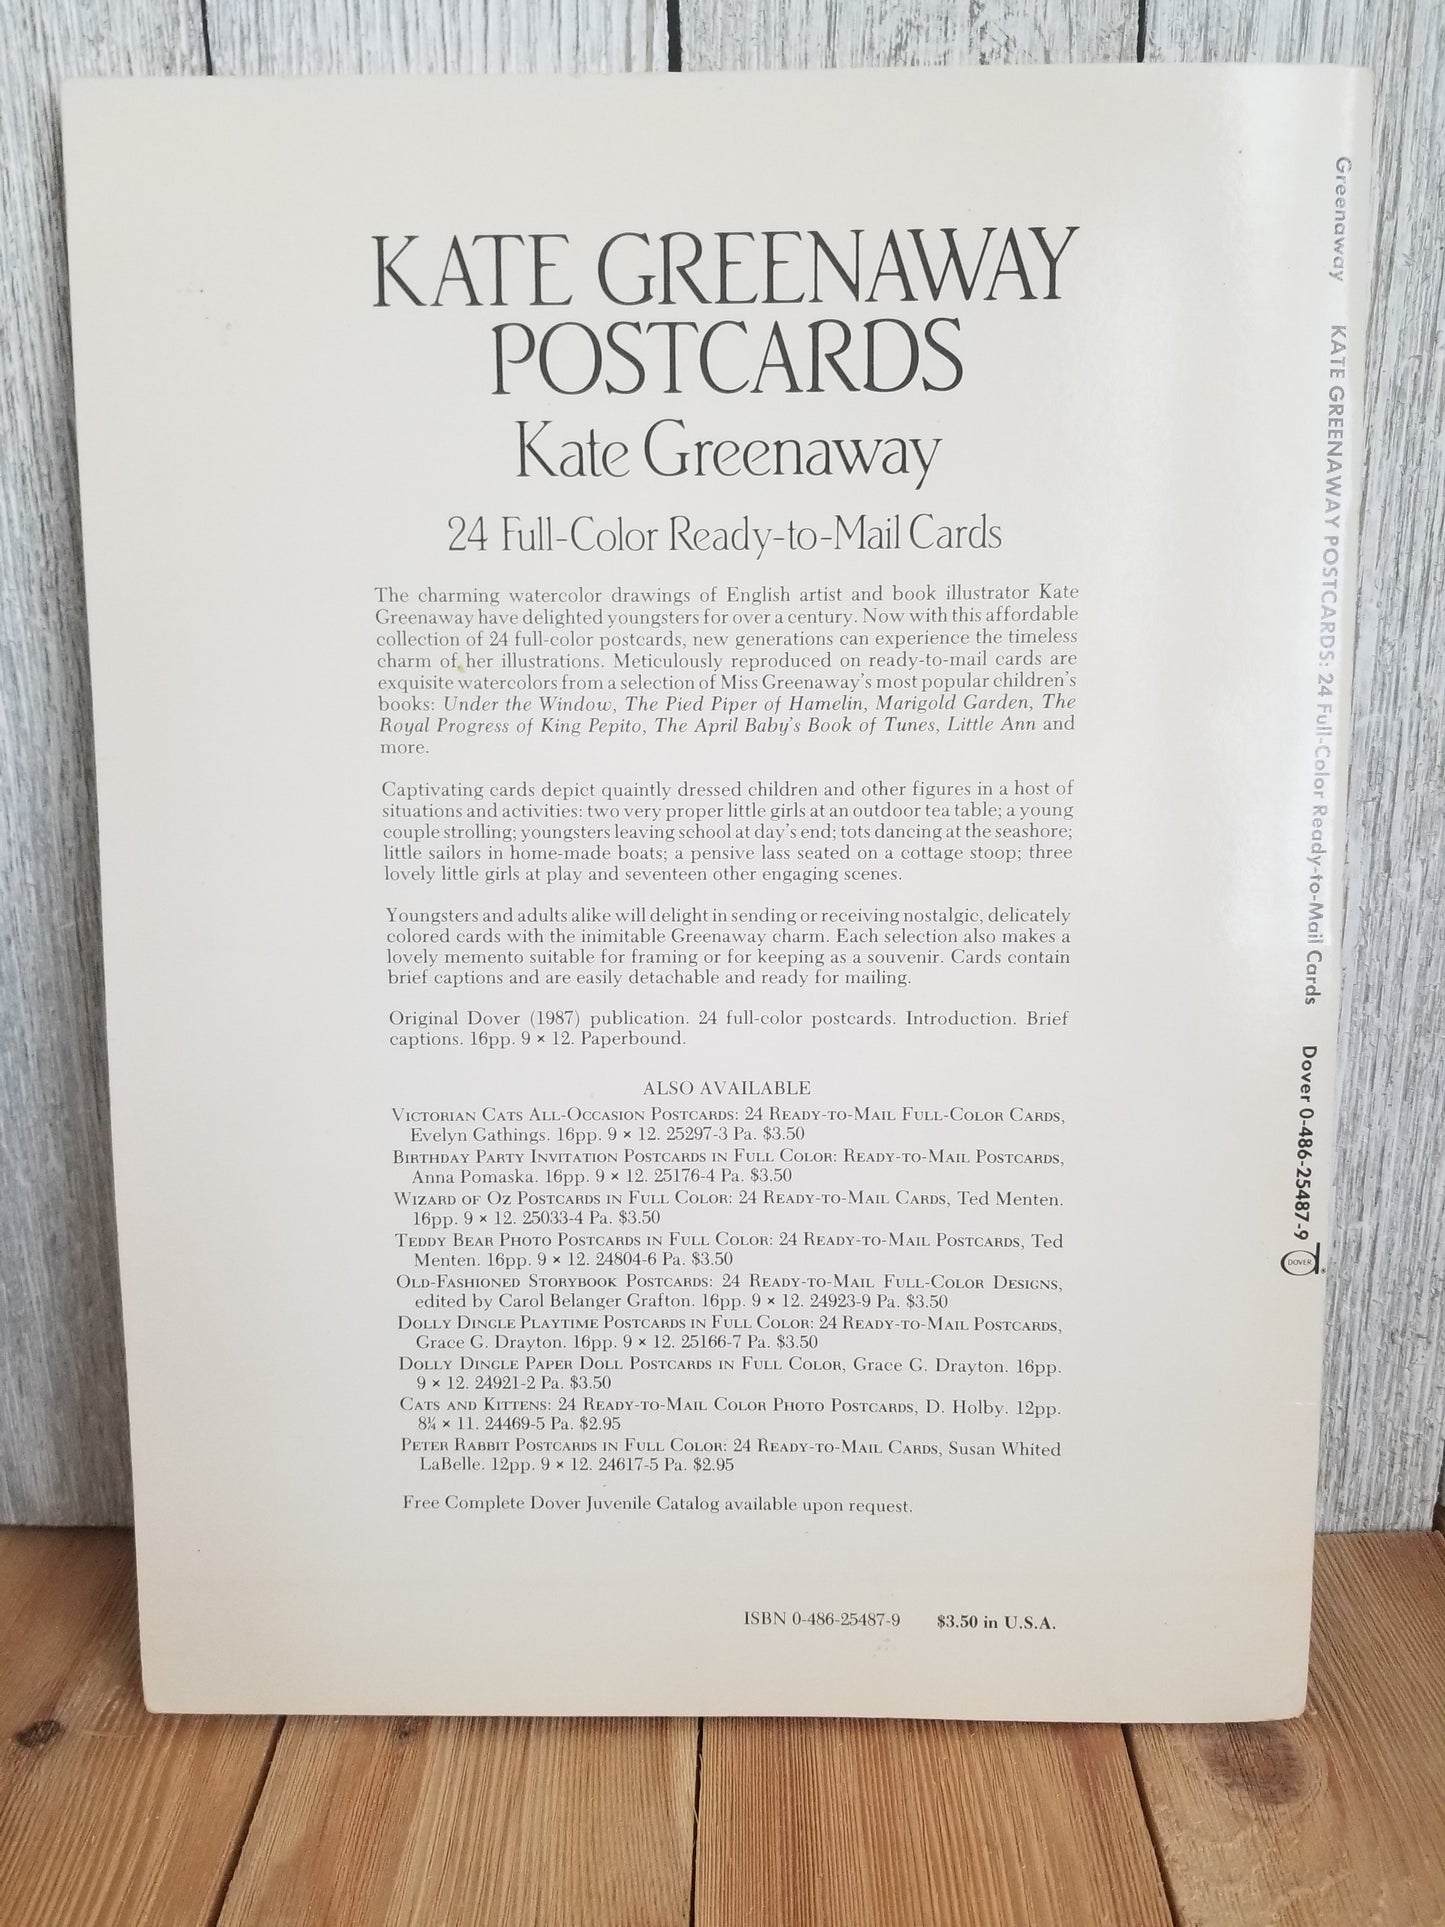 KATE GREENAWAY
POSTCARDS
Kate Greenaway
24 Full-Color Ready-to-Mail Cards
The charming watercolor drawings of English artist and book illustrator Kate
Greenaway have delighted youngsters for over a century. Now with this affordable
collection of 24 full-color postcards, new generations can experience the timeless
charm of her illustrations. Meticulously reproduced on ready-to-mail cards are
exquisite watercolors from a selection of Miss Greenaway's most popular children's
books: Under the Window, The Pied Piper of Hamelin, Marigold Garden, The
Royal Progress of King Pepito, The April Baby's Book of Tunes, Little Ann and
more.
Captivating cards depict quaintly dressed children and other figures in a host of
situations and activities: two very proper little girls at an outdoor tea table; a young
couple strolling; youngsters leaving school at day's end; tots dancing at the seashore;
little sailors in home-made boats; a pensive lass seated on a cottage stoop; three
lovely little girls at play and seventeen other engaging scenes.
Youngsters and adults alike will delight in sending or receiving nostalgic, delicately
colored cards with the inimitable Greenaway charm. Each selection also makes a
lovely memento suitable for framing or for keeping as a souvenir. Cards contain
brief captions and are easily detachable and ready for mailing.
Original Dover (1987) publication. 24 full-color postcards. Introduction. Brief
captions. 16pp. 9 × 12. Paperbound.
ALSO AVAILABLE
VICTORIAN CATS ALL-OCCASION POSTCARDS: 24 READY-TO-MAIL FULL-COLOR CARDS,
Evelyn Gathings. 16pp. 9 × 12. 25297-3 Pa. $3.50
BIRTHDAY PARTY INVITATION POSTCARDS IN FULL COLOR: READY-TO-MAIL POSTCARDS,
Anna Pomaska. 16pp. 9 × 12. 25176-4 Pa. $3.50
WIZARD OF OZ POSTCARDS IN FULL COLOR: 24 READY-TO-MAIL CARDS, Ted Menten.
16pp. 9 × 12. 25033-4 Pa. $3.50
TEDDY BEAR PHOTO POSTCARDS IN FULL COLOR: 24 READY-TO-MAIL POSTCARDS, Ted
Menten. 16pp. 9 × 12. 24804-6 Pa. $3.50
OLD-FASHIONED STORYBOOK POSTCARDS: 24 READY-TO-MAIL FULL-COLOR DESIGNS,
edited by Carol Belanger Grafton. 16pp. 9 × 12. 24923-9 Pa. $3.50
DOLLY DINGLE PLAYTIME POSTCARDS IN FULL COLOR: 24 READY-TO-MAIL POSTCARDS,
Grace G. Drayton. 16pp. 9 × 12. 25166-7 Pa. $3.50
DOLLY DINGLE PAPER DOLL POSTCARDS IN FULL COLOR, Grace G. Drayton. 16pp.
9 × 12. 24921-2 Pa. $3.50
CATS AND KITTENS: 24 READY-TO-MAIL COLOR PHOTO POSTCARDS, D. Holby. 12pp.
8¼ × 11. 24469-5 Pa. $2.95
PETER RABBIT POSTCARDS IN FULL COLOR: 24 READY-TO-MAIL CARDS, Susan Whited
LaBelle. 12pp. 9 × 12. 24617-5 Pa. $2.95
Free Complete Dover Juvenile Catalog available upon request.
ISBN 0-486-25487-9 $3.50 in U.S.A.
Greenaway KATE GREENAWAY POSTCARDS: 24 Full-Color Ready-to-Mail Cards Dover 0-486-25487-9
DOVER